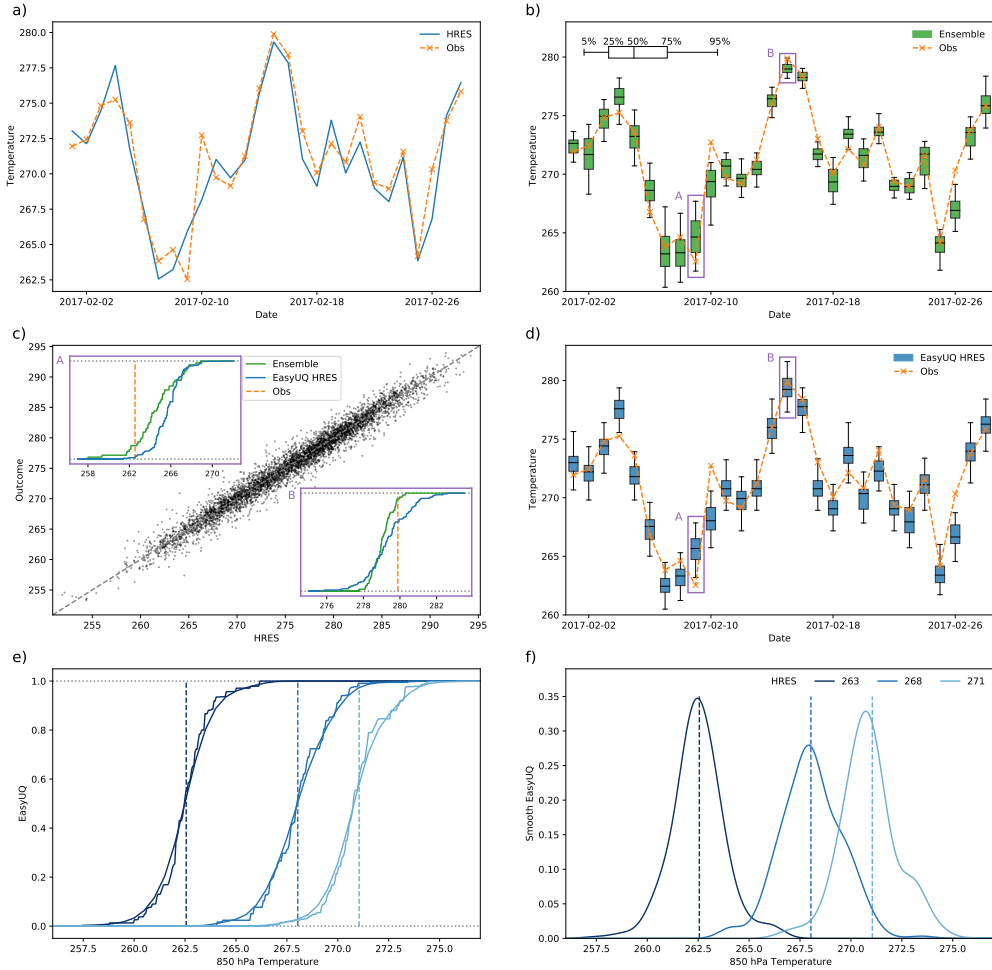 a)
280.0
277.5
275.0
272.5
270.0
267.5
265.0
262.5
Temperature
HRES
Obs
2017-02-02
2017-02-10
2017-02-18
2017-02-26
Date
b)
280
275
270
265
260
Temperature
5%
25%
50%
75%
95%
Ensemble
Obs
A
B
2017-02-02
2017-02-10
2017-02-18
2017-02-26
Date
c)
295
290
285
280
275
270
265
260
255
Outcome
A
258
262
266
270
Ensemble
EasyUQ HRES
Obs
B
276
278
280
282
255
260
265
270
275
280
285
290
295
HRES
d)
280
275
270
265
260
Temperature
EasyUQ HRES
Obs
A
B
2017-02-02
2017-02-10
2017-02-18
2017-02-26
Date
e)
1.0
0.8
0.6
0.4
0.2
0.0
EasyUQ
257.5
260.0
262.5
265.0
267.5
270.0
272.5
275.0
850 hPa Temperature
f)
0.35
0.30
0.25
0.20
0.15
0.10
0.05
0.00
Smooth EasyUQ
HRES
263
268
271
257.5
260.0
262.5
265.0
267.5
270.0
272.5
275.0
850 hPa Temperature